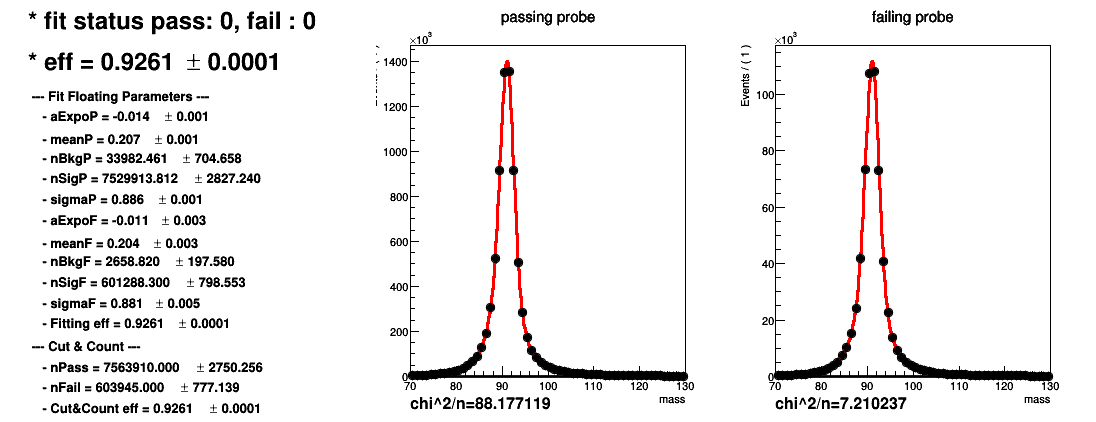 * fit status pass: 0, fail : 0
* eff = 0.9261 ± 0.0001
--- Fit Floating Parameters ---
- aExpoP = -0.014 ± 0.001
- meanP = 0.207 ± 0.001
- nBkgP = 33982.461 ± 704.658
- nSigP = 7529913.812 ± 2827.240
- sigmaP = 0.886 ± 0.001
- aExpoF = -0.011 ± 0.003
- meanF = 0.204 ± 0.003
- nBkgF = 2658.820 ± 197.580
- nSigF = 601288.300 ± 798.553
- sigmaF = 0.881 ± 0.005
- Fitting eff = 0.9261 ± 0.0001
--- Cut & Count ---
- nPass = 7563910.000 ± 2750.256
- nFail = 603945.000 ± 777.139
- Cut&Count eff = 0.9261 ± 0.0001
passing probe
×10³
1400
1200
1000
800
600
400
200
0
70 80 90 100 110 120 130
mass
chi^2/n=88.177119
failing probe
×10³
Events / ( 1 )
100
80
60
40
20
0
70 80 90 100 110 120 130
mass
chi^2/n=7.210237